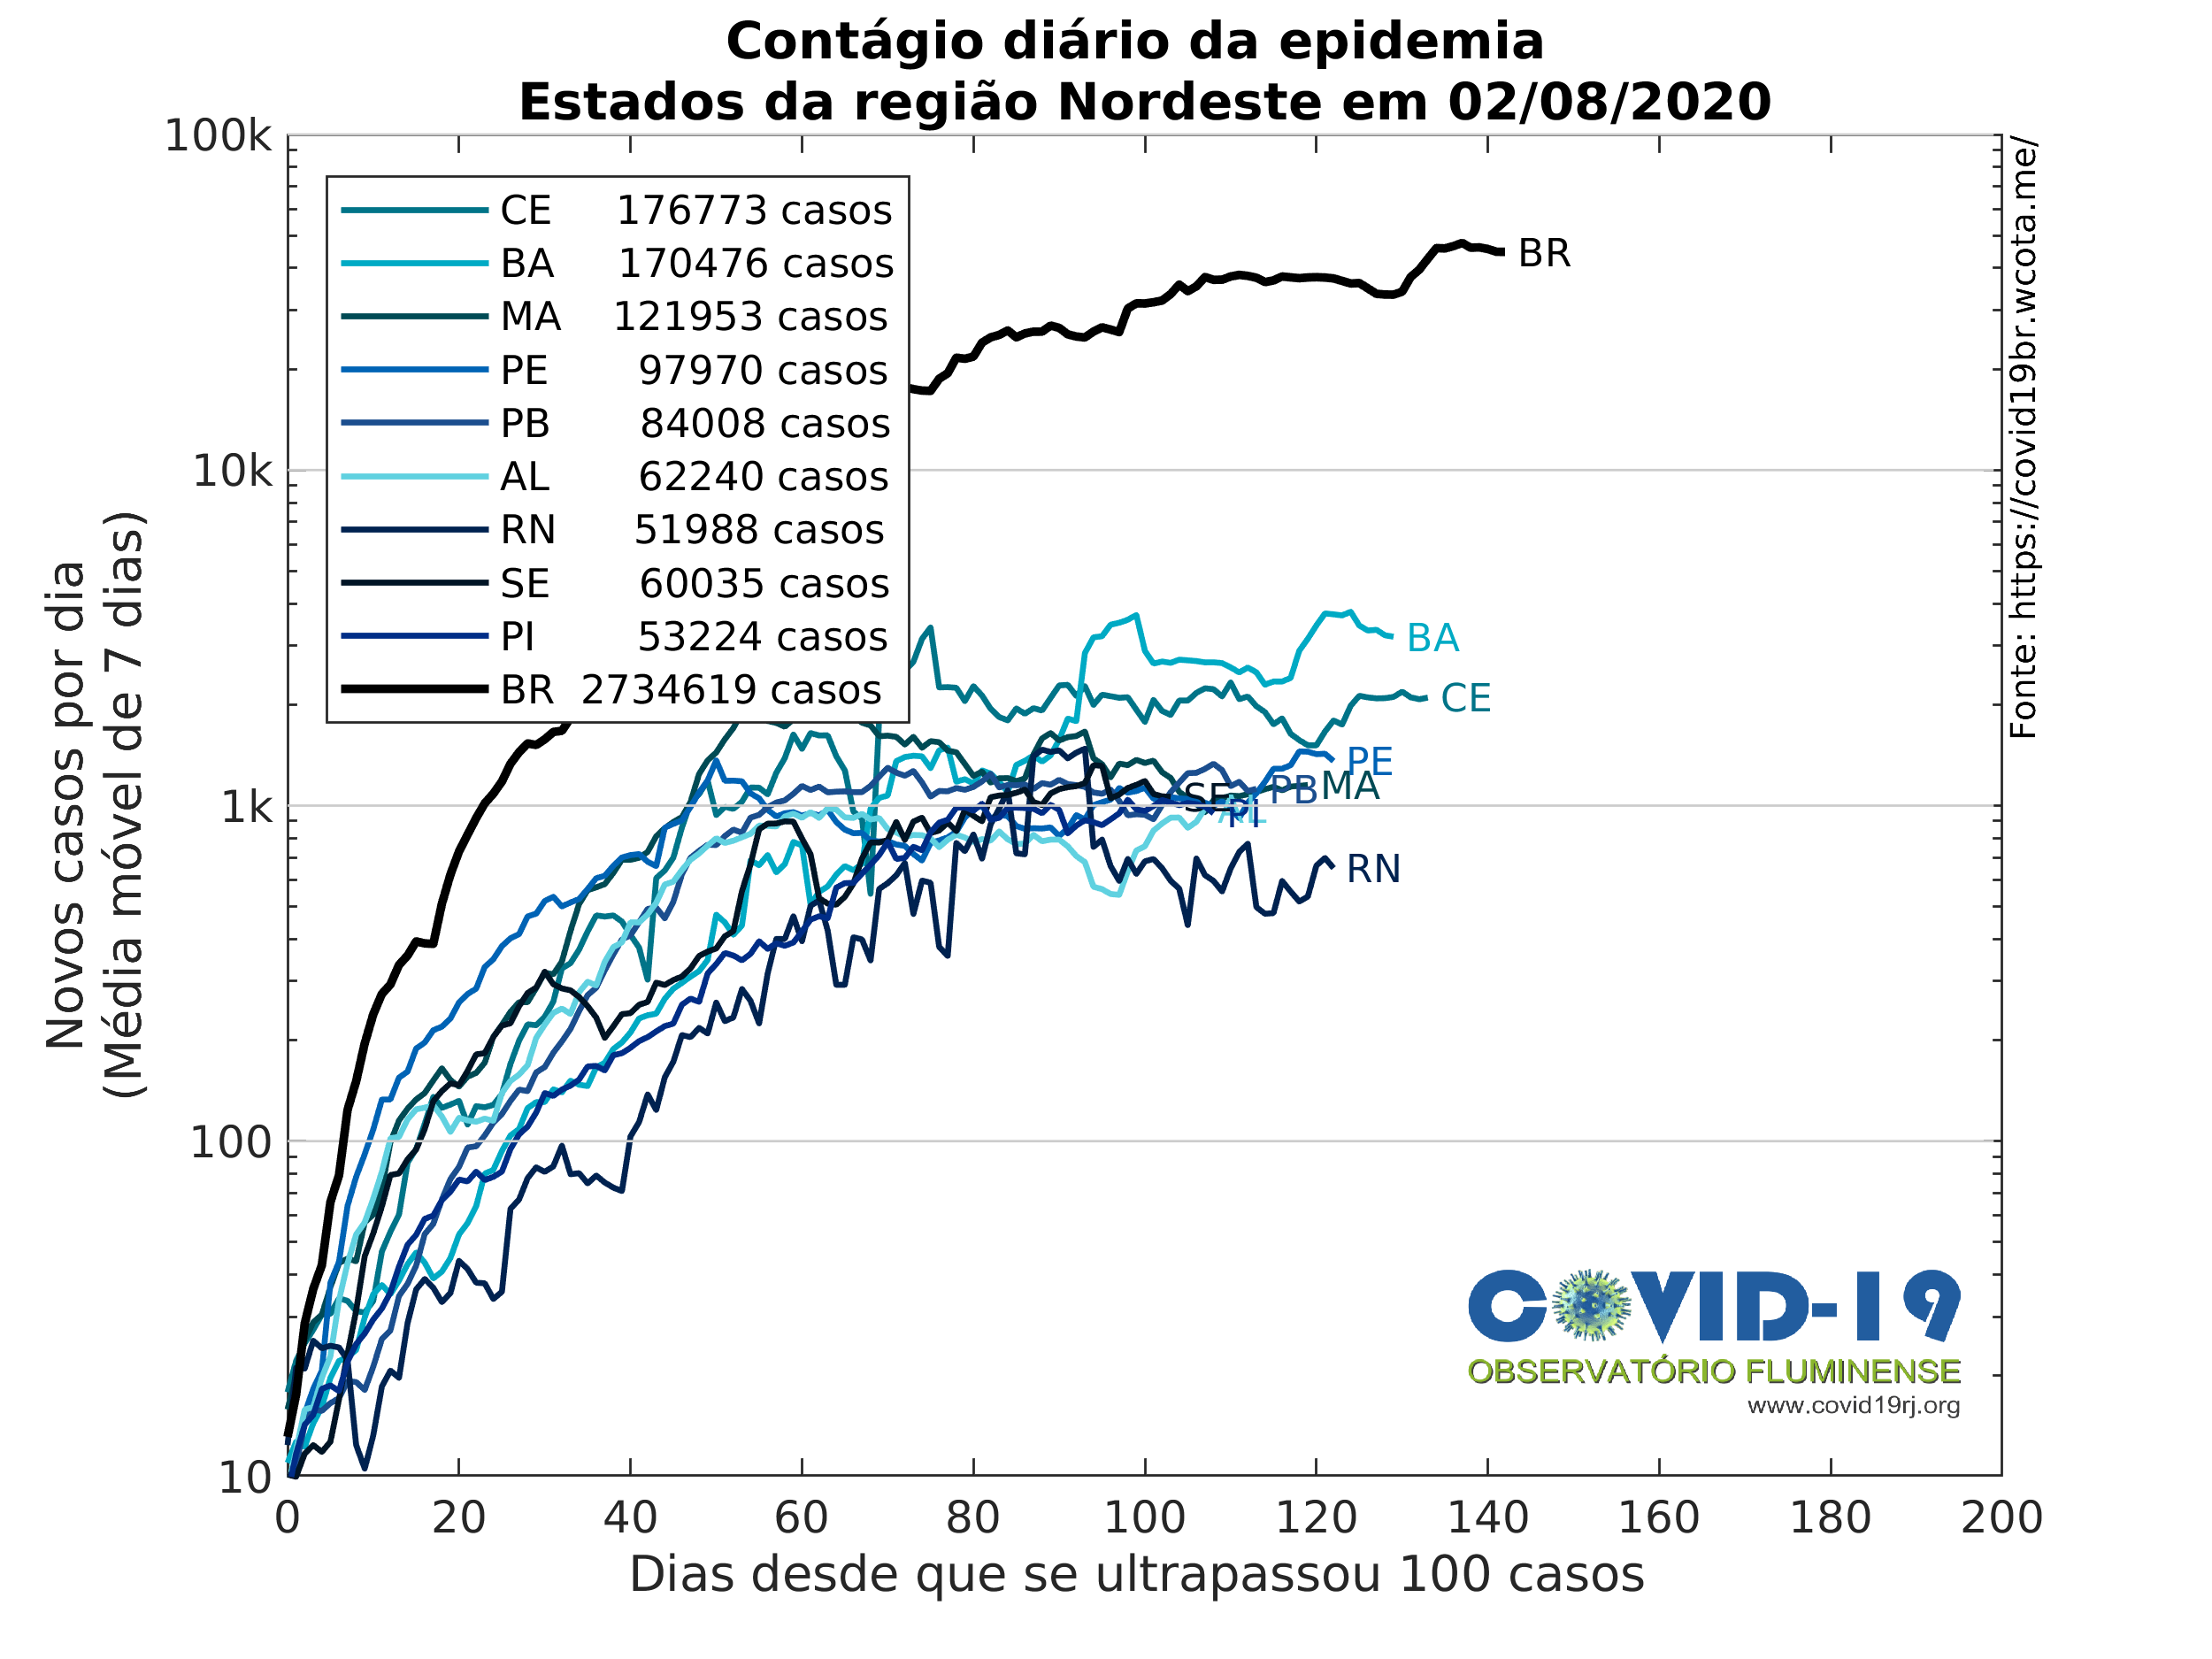 Contágio diário da epidemia
Estados da região Nordeste em 02/08/2020
100k
10k
1k
100
10
Novos casos por dia
(Média móvel de 7 dias)
CE 176773 casos
BA 170476 casos
MA 121953 casos
PE 97970 casos
PB 84008 casos
AL 62240 casos
RN 51988 casos
SE 60035 casos
PI 53224 casos
BR 2734619 casos
BR
BA
CE
PE
MA
PB
SE
PI
AL
RN
Fonte: https://covid19br.wcota.me/
COVID-19
OBSERVATÓRIO FLUMINENSE
www.covid19rj.org
0 20 40 60 80 100 120 140 160 180 200
Dias desde que se ultrapassou 100 casos